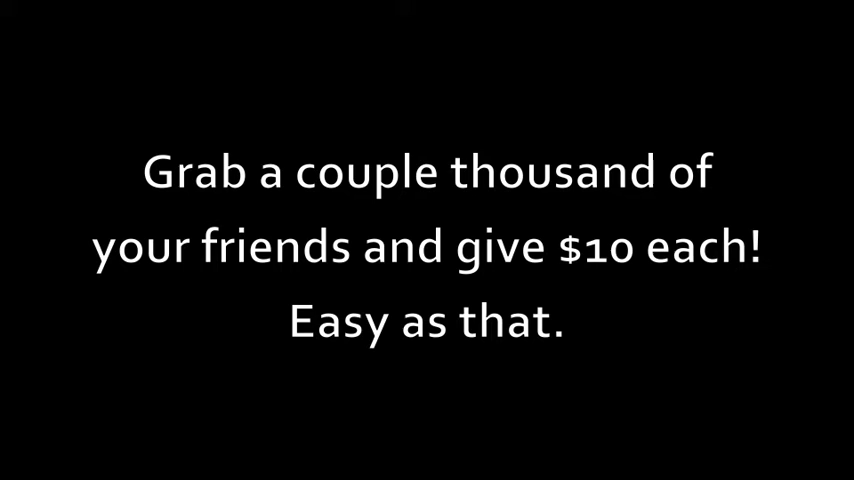 Grab a couple thousand of
your friends and give $10 each!
Easy as that.